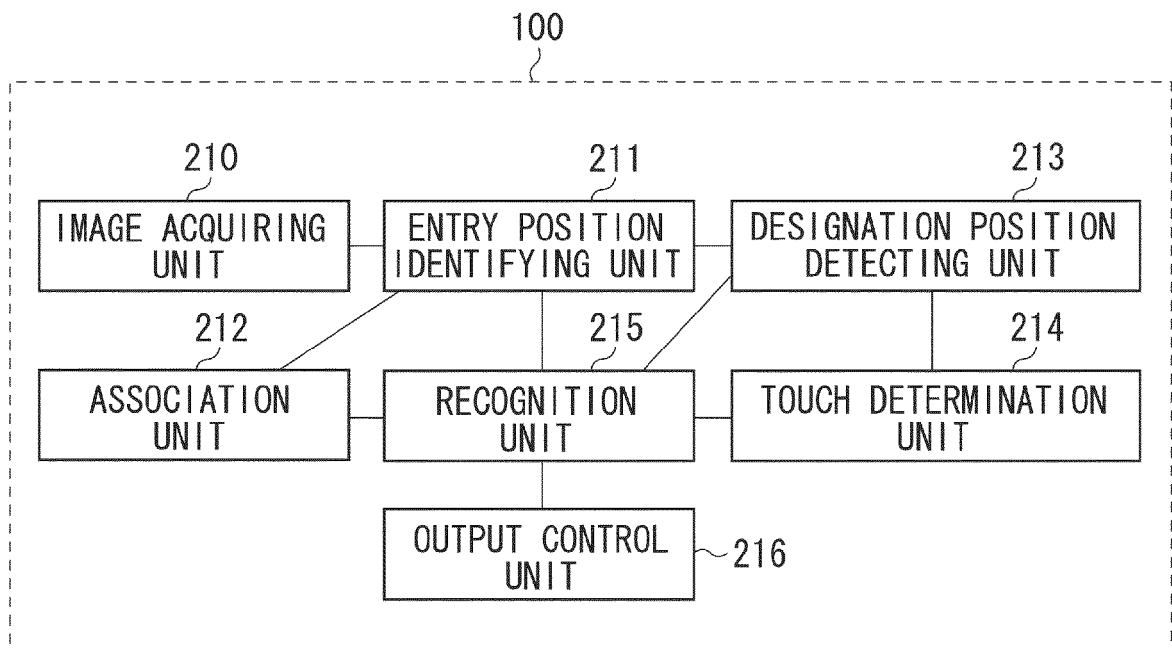 100
210
211
213
IMAGE ACQUIRING
UNIT
ENTRY POSITION
IDENTIFYING UNIT
DESIGNATION POSITION
DETECTING UNIT
212
215
214
ASSOCIATION
UNIT
RECOGNITION
UNIT
TOUCH DETERMINATION
UNIT
OUTPUT CONTROL
UNIT
216